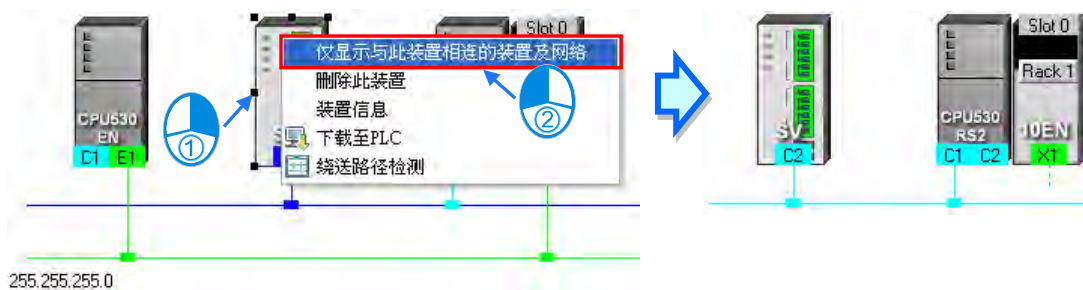 Slot 0
仅显示与此装置相连的装置及网络
删除此装置
装置信息
下载至PLC
绕送路径检测
CPU530
EN
C1 E1
①
②
255.255.255.0
SV
C2
CPU530
RS2
C1 C2
Slot 0
Rack 1
10EN
X1